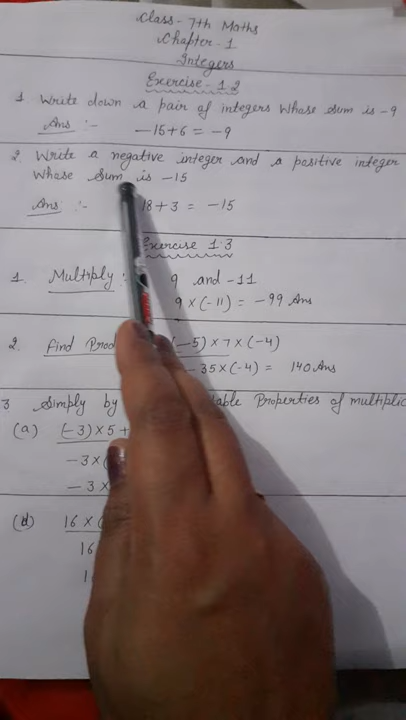 Class-7th Maths
Chapter-1
Integers
Exercise-1.2
1 Write down a pair of integers whose sum is -9
Ans :- -15+6 = -9
2. Write a negative integer and a positive integer
Whose sum is -15
Ans :- 18+3 = -15
Exercise 1.3
1. Multiply : 9 and -11
9 × (-11) = -99 Ans
2. Find (-5) × 7 × (-4)
- 35 × (-4) = 140 Ans
3 Simply by Properties of
(a) (-3) × 5 +
-3 × (
- 3 ×
(d) 16 × (
16